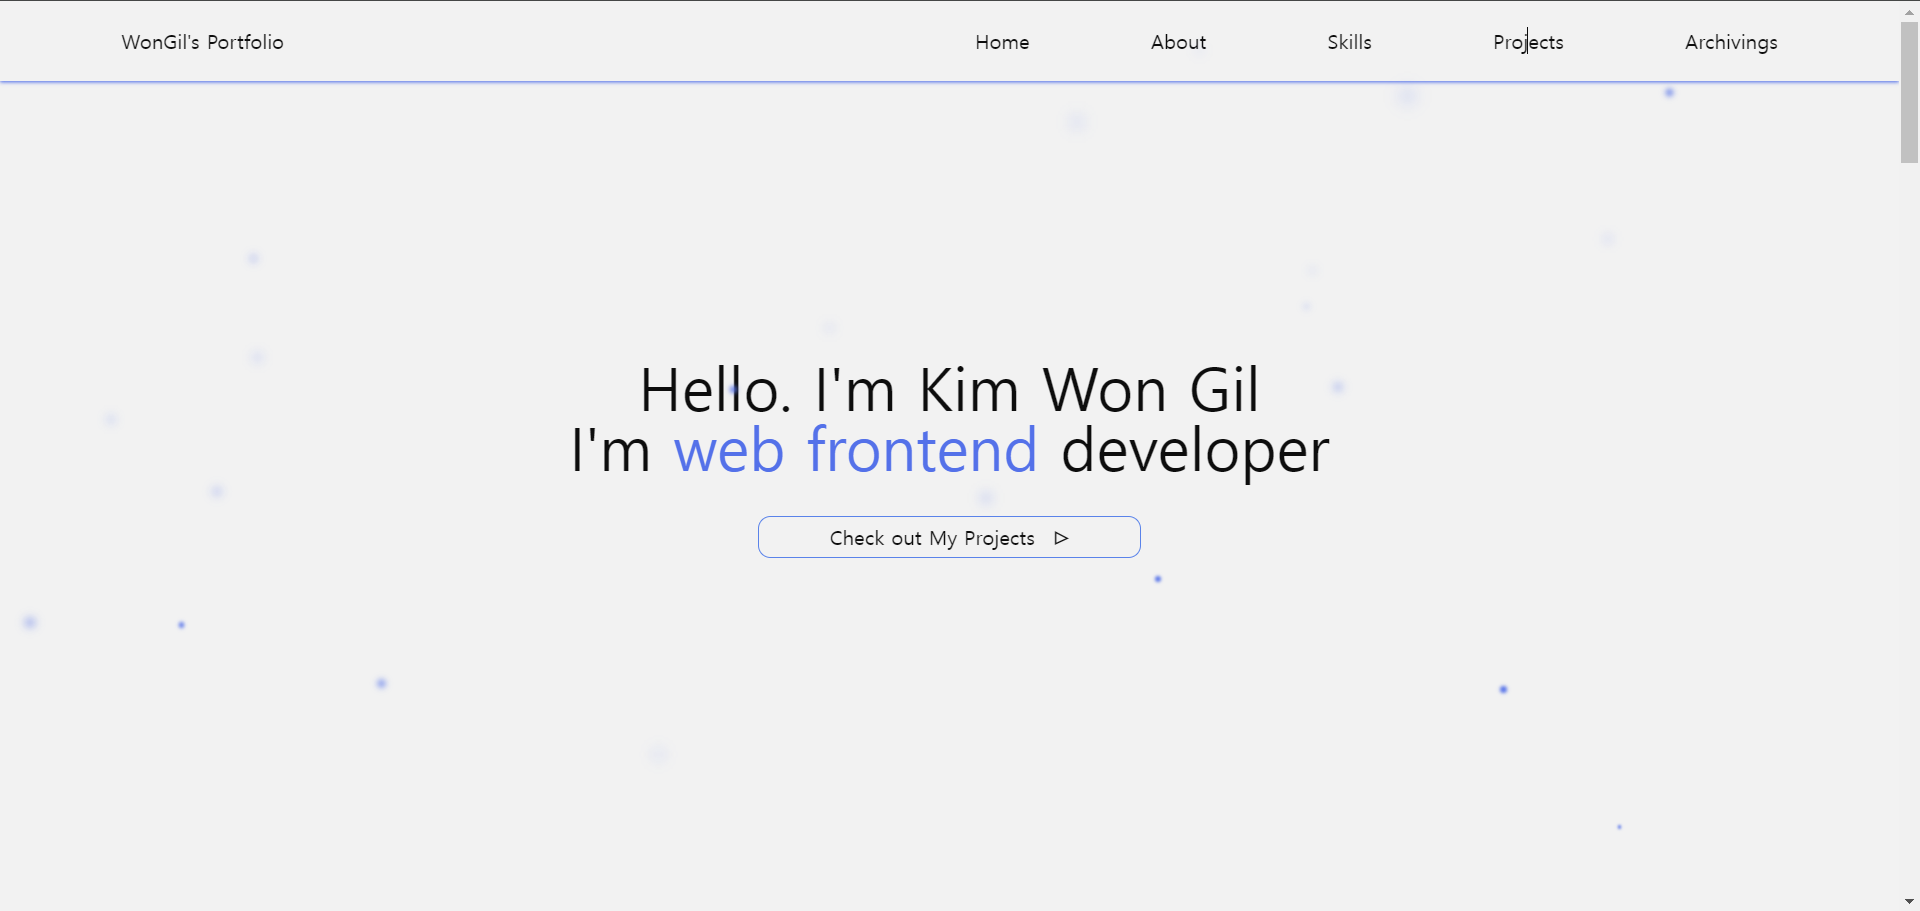 WonGil's Portfolio
Home
About
Skills
Projects
Archivings
Hello. I'm Kim Won Gil
I'm web frontend developer
Check out My Projects